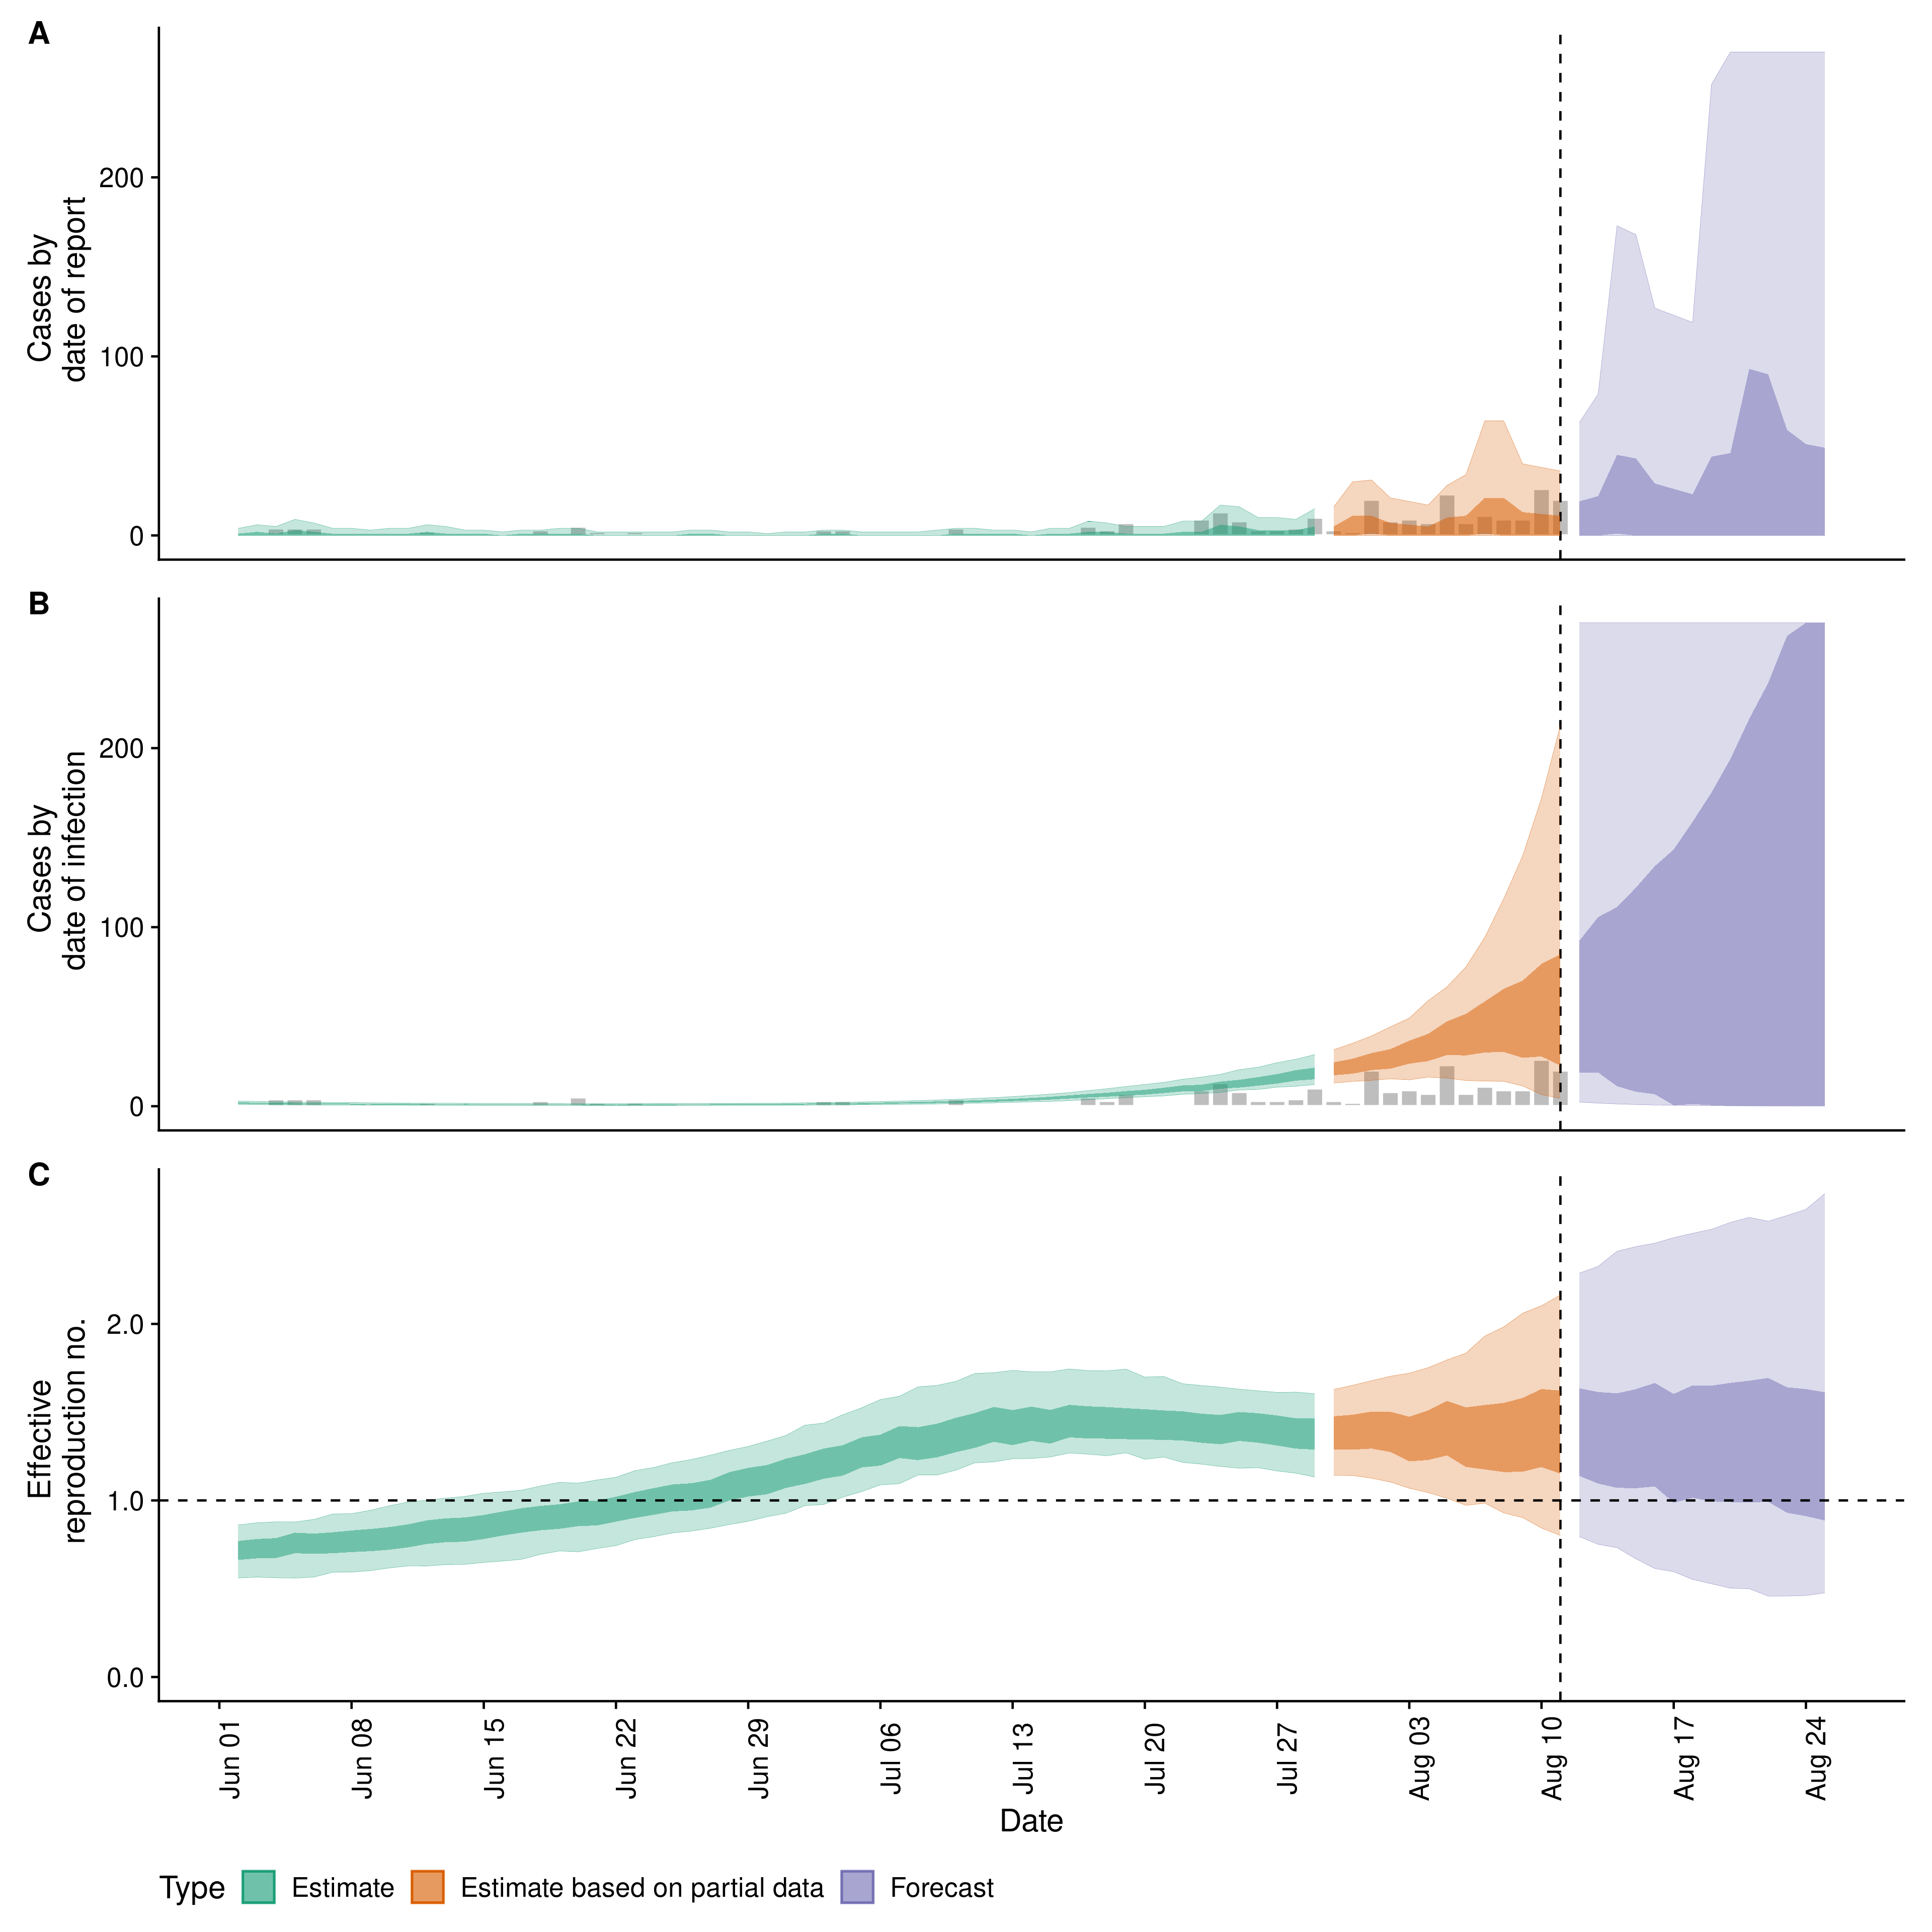 A
Cases by
date of report
200
100
0
B
Cases by
date of infection
200
100
0
C
Effective
reproduction no.
2.0
1.0
0.0
Jun 01
Jun 08
Jun 15
Jun 22
Jun 29
Jul 06
Jul 13
Jul 20
Jul 27
Aug 03
Aug 10
Aug 17
Aug 24
Date
Type Estimate Estimate based on partial data Forecast